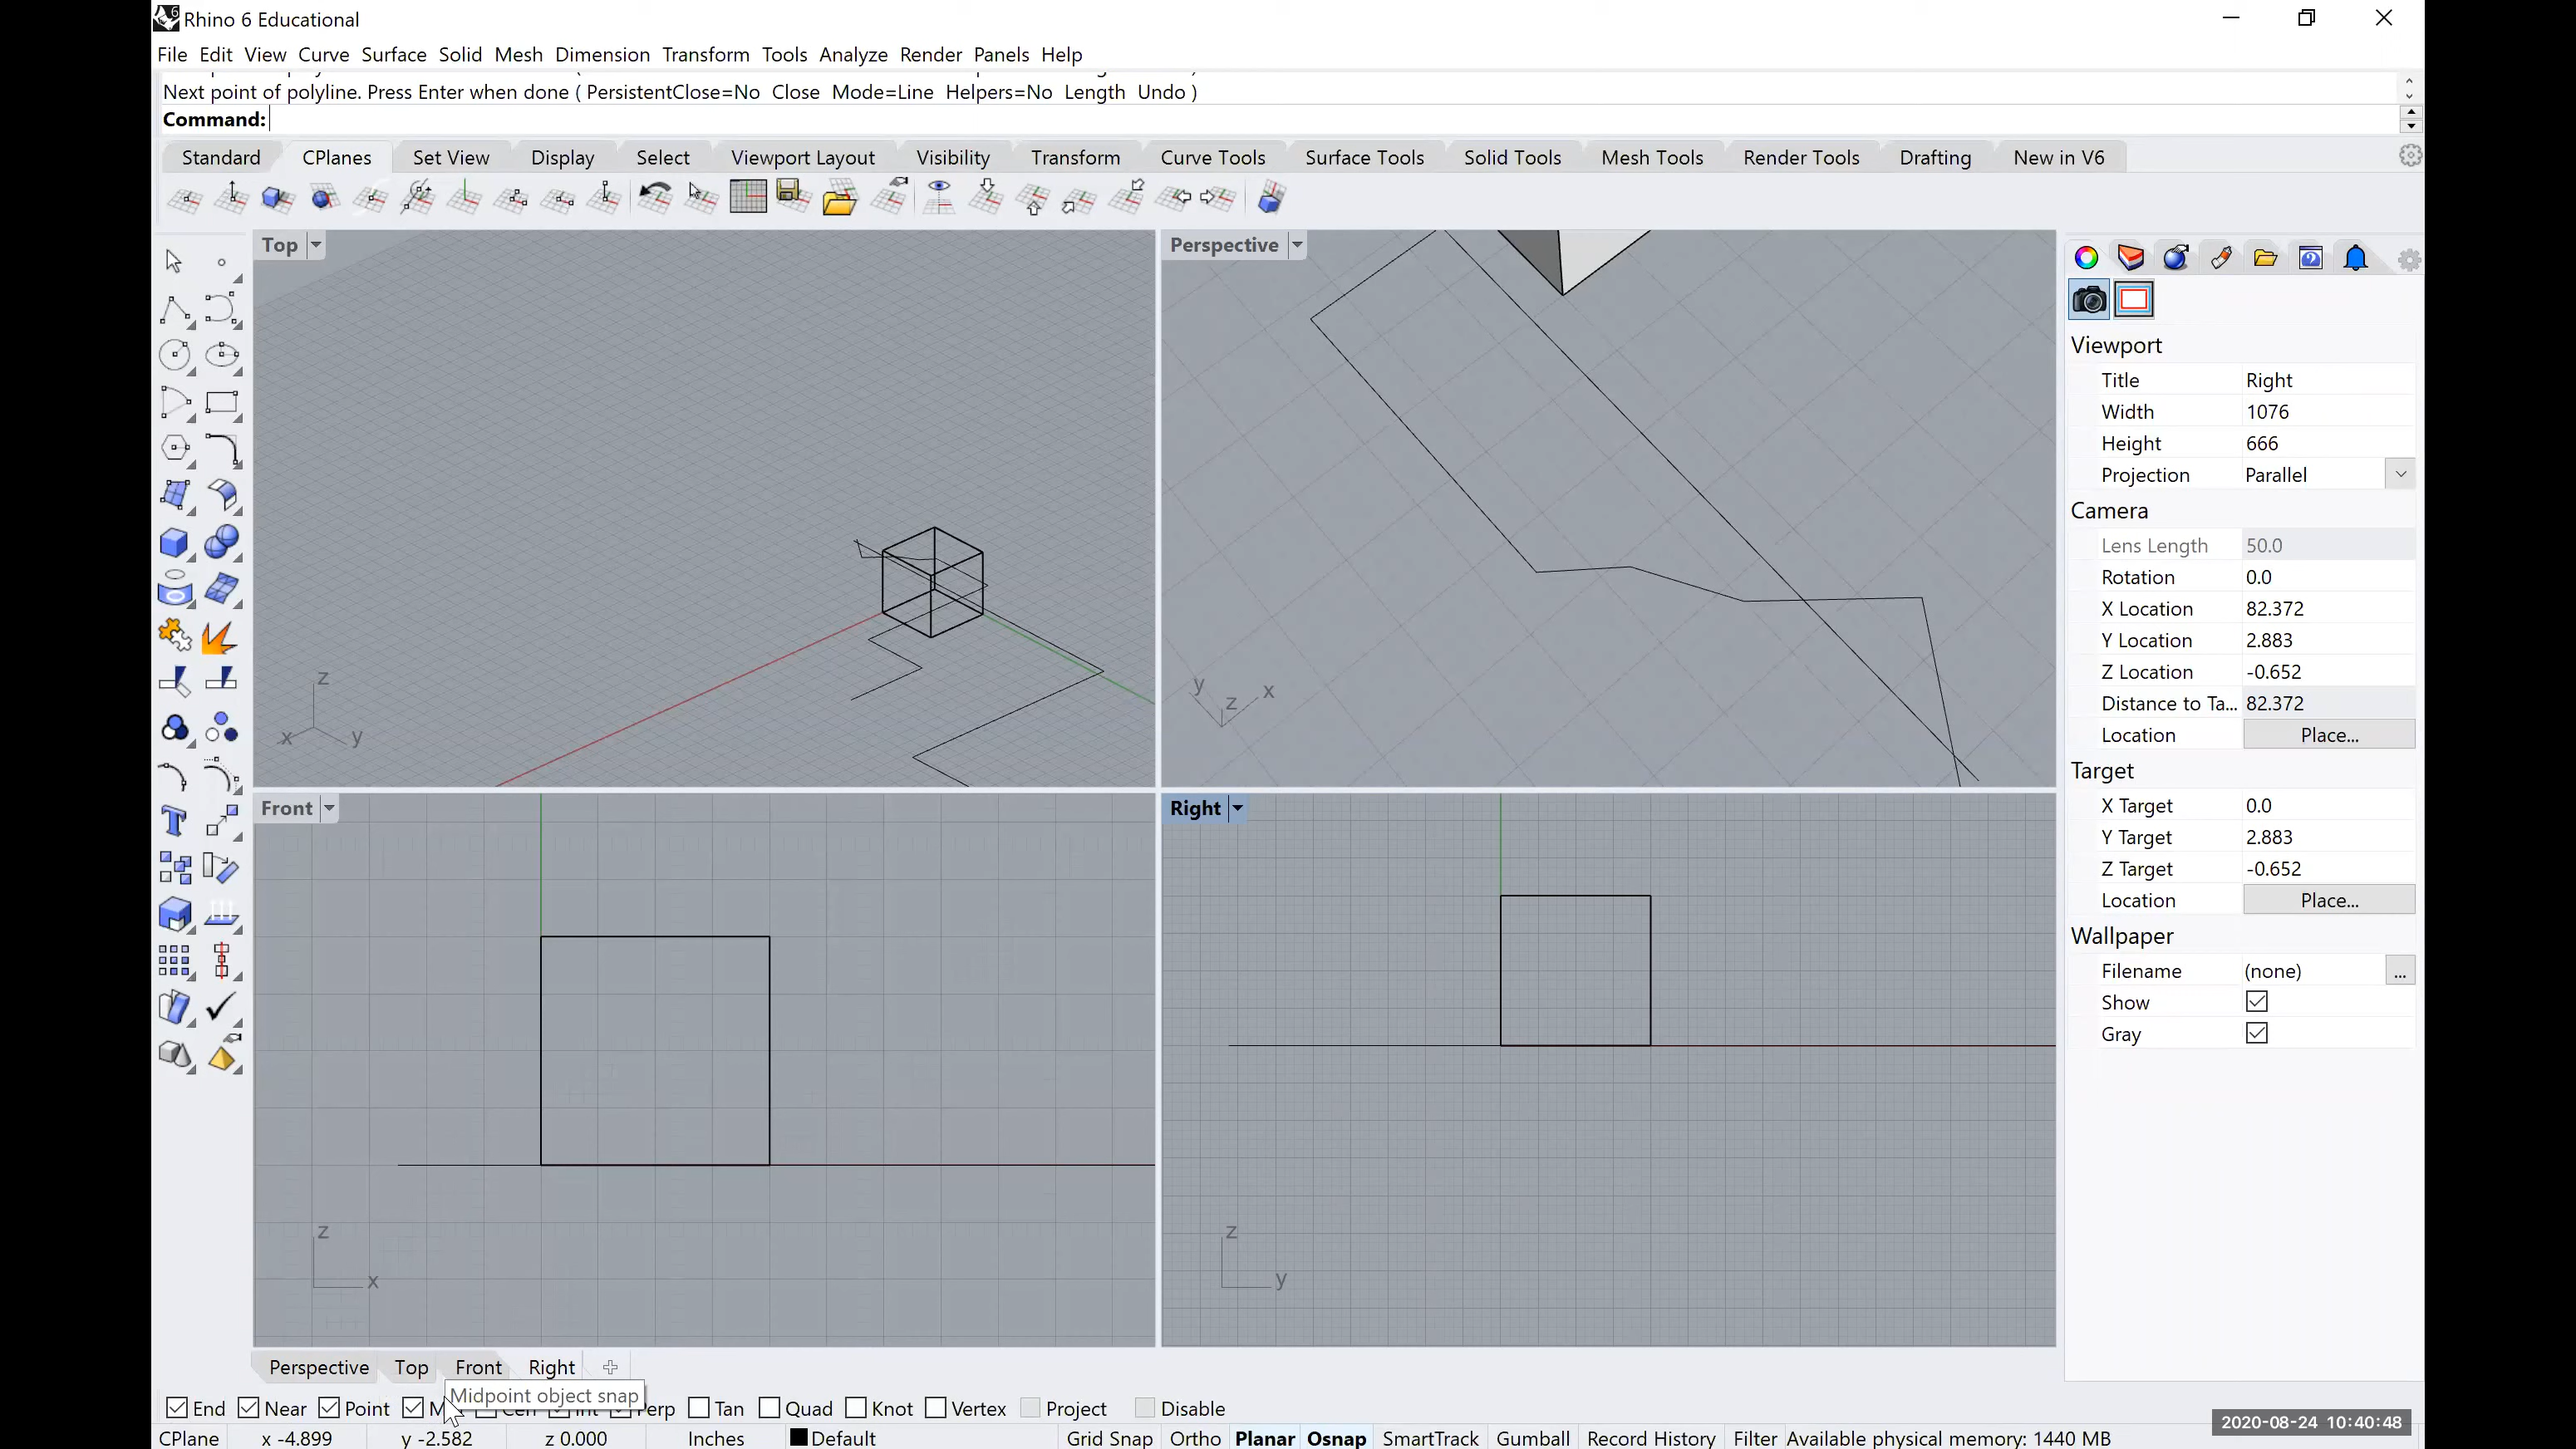 Rhino 6 Educational
File Edit View Curve Surface Solid Mesh Dimension Transform Tools Analyze Render Panels Help
Next point of polyline. Press Enter when done ( PersistentClose=No Close Mode=Line Helpers=No Length Undo )
Command:
Standard CPlanes Set View Display Select Viewport Layout Visibility Transform Curve Tools Surface Tools Solid Tools Mesh Tools Render Tools Drafting New in V6
Top
z
x
y
Perspective
y
z
x
Front
z
x
Right
z
y
Viewport
Title Right
Width 1076
Height 666
Projection Parallel
Camera
Lens Length 50.0
Rotation 0.0
X Location 82.372
Y Location 2.883
Z Location -0.652
Distance to Ta... 82.372
Location Place...
Target
X Target 0.0
Y Target 2.883
Z Target -0.652
Location Place...
Wallpaper
Filename (none) ...
Show
Gray
Perspective Top Front Right
Midpoint object snap
End Near Point Perp Tan Quad Knot Vertex Project Disable
2020-08-24 10:40:48
CPlane x -4.899 y -2.582 z 0.000 Inches Default Grid Snap Ortho Planar Osnap SmartTrack Gumball Record History Filter Available physical memory: 1440 MB